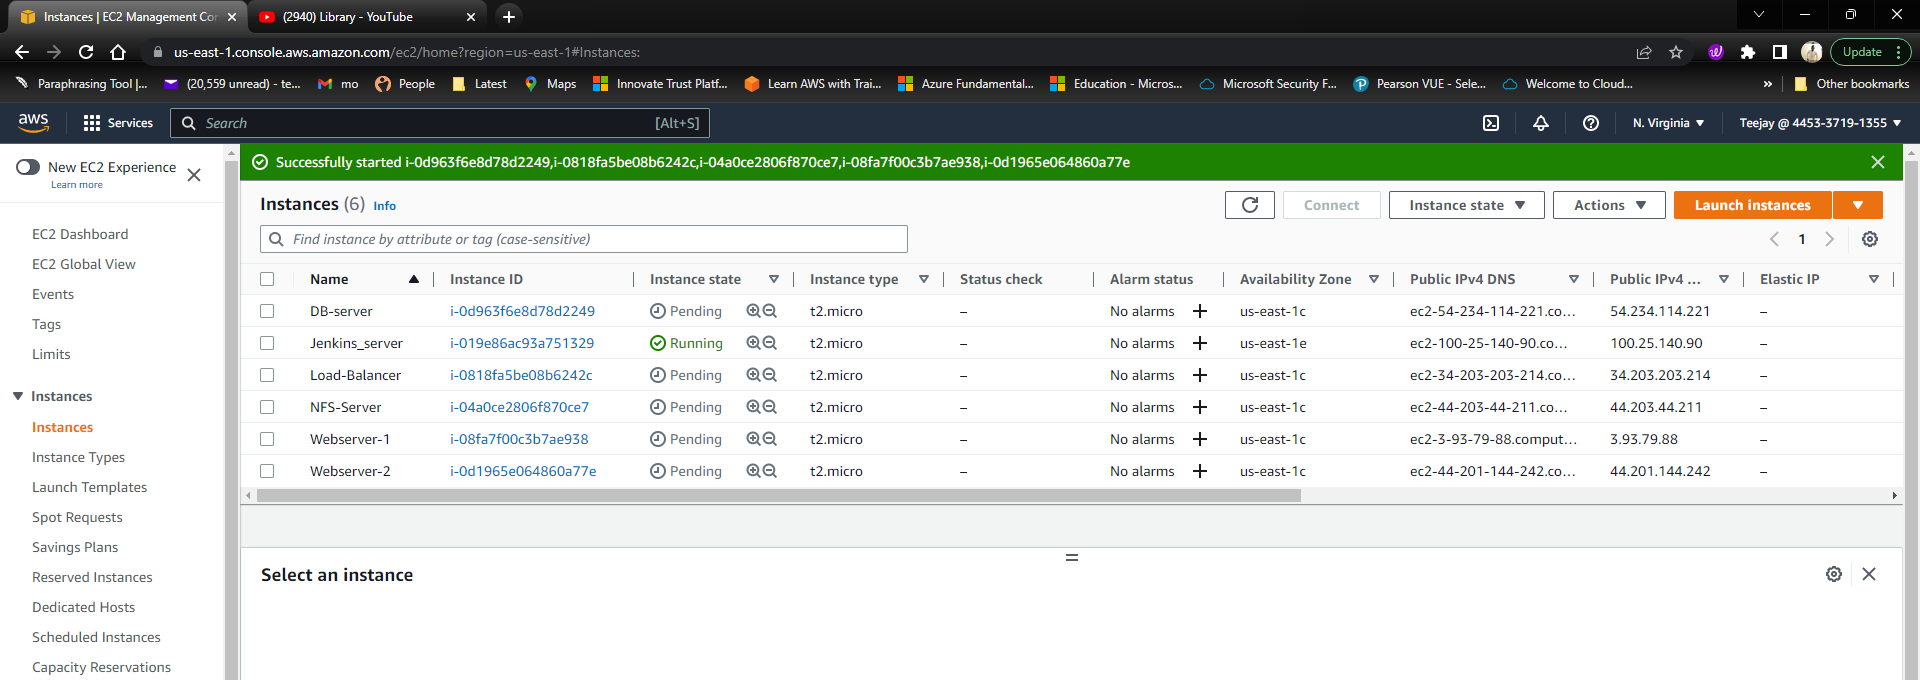 Instances | EC2 Management Con
(2940) Library - YouTube
us-east-1.console.aws.amazon.com/ec2/home?region=us-east-1#Instances:
Update
Paraphrasing Tool |...
(20,559 unread) - te...
mo
People
Latest
Maps
Innovate Trust Platf...
Learn AWS with Trai...
Azure Fundamental...
Education - Micros...
Microsoft Security F...
Pearson VUE - Sele...
Welcome to Cloud...
»
Other bookmarks
aws
Services
Search
[Alt+S]
N. Virginia
Teejay @ 4453-3719-1355
New EC2 Experience
Learn more
Successfully started i-0d963f6e8d78d2249,i-0818fa5be08b6242c,i-04a0ce2806f870ce7,i-08fa7f00c3b7ae938,i-0d1965e064860a77e
EC2 Dashboard
EC2 Global View
Events
Tags
Limits
Instances
Instances
Instance Types
Launch Templates
Spot Requests
Savings Plans
Reserved Instances
Dedicated Hosts
Scheduled Instances
Capacity Reservations
Instances (6) Info
Connect
Instance state
Actions
Launch instances
Find instance by attribute or tag (case-sensitive)
1
Name Instance ID Instance state Instance type Status check Alarm status Availability Zone Public IPv4 DNS Public IPv4 ... Elastic IP
DB-server i-0d963f6e8d78d2249 Pending t2.micro – No alarms + us-east-1c ec2-54-234-114-221.co... 54.234.114.221 –
Jenkins_server i-019e86ac93a751329 Running t2.micro – No alarms + us-east-1e ec2-100-25-140-90.co... 100.25.140.90 –
Load-Balancer i-0818fa5be08b6242c Pending t2.micro – No alarms + us-east-1c ec2-34-203-203-214.co... 34.203.203.214 –
NFS-Server i-04a0ce2806f870ce7 Pending t2.micro – No alarms + us-east-1c ec2-44-203-44-211.co... 44.203.44.211 –
Webserver-1 i-08fa7f00c3b7ae938 Pending t2.micro – No alarms + us-east-1c ec2-3-93-79-88.comput... 3.93.79.88 –
Webserver-2 i-0d1965e064860a77e Pending t2.micro – No alarms + us-east-1c ec2-44-201-144-242.co... 44.201.144.242 –
Select an instance